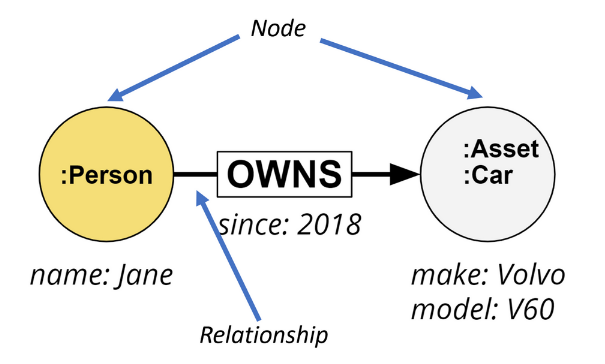 Node
:Person
OWNS
:Asset
:Car
since: 2018
name: Jane
make: Volvo
model: V60
Relationship